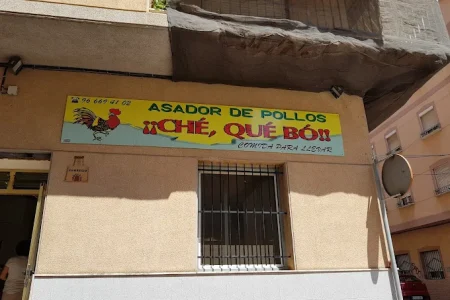 ASADOR DE POLLOS
¡¡CHÉ, QUÉ BÓ!!
COMIDA PARA LLEVAR